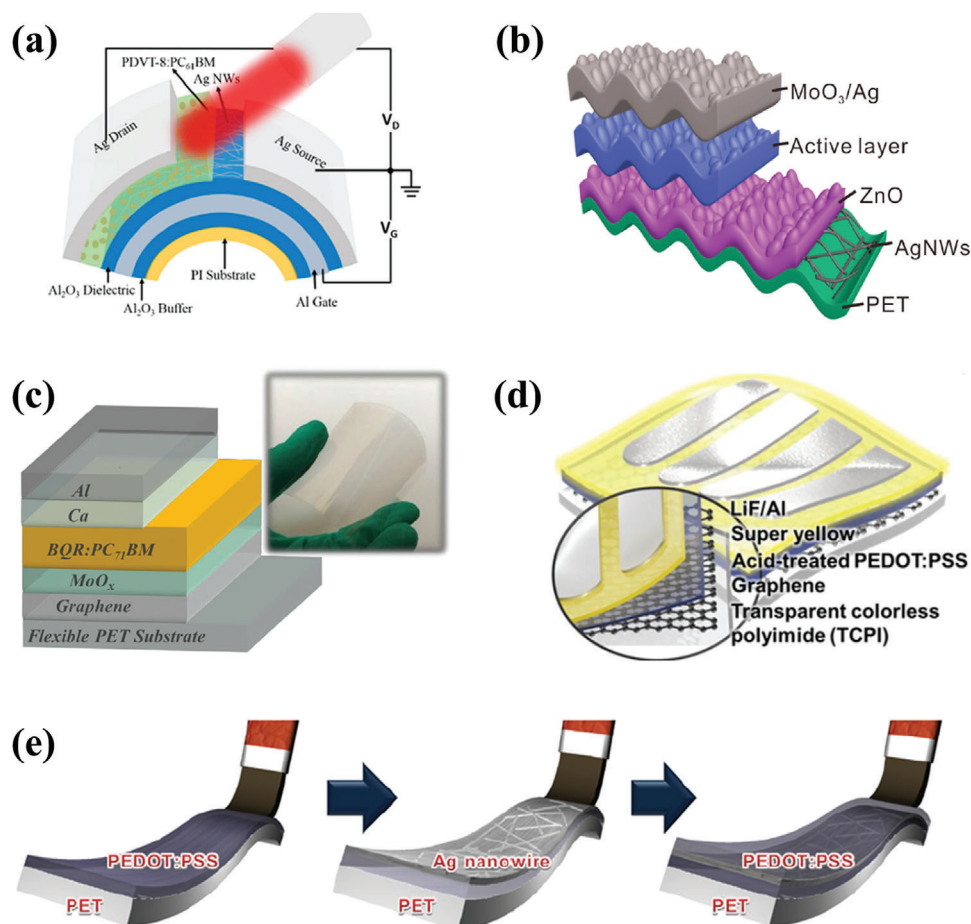 (a)
PDVT-8:PC₆₁BM
Ag NWs
Ag Drain
Ag Source
V_D
V_G
PI Substrate
Al₂O₃ Dielectric
Al₂O₃ Buffer
Al Gate
(b)
MoO₃/Ag
Active layer
ZnO
AgNWs
PET
(c)
Al
Ca
BQR:PC₇₁BM
MoOₓ
Graphene
Flexible PET Substrate
(d)
LiF/Al
Super yellow
Acid-treated PEDOT:PSS
Graphene
Transparent colorless
polyimide (TCPI)
(e)
PEDOT:PSS
PET
Ag nanowire
PET
PEDOT:PSS
PET